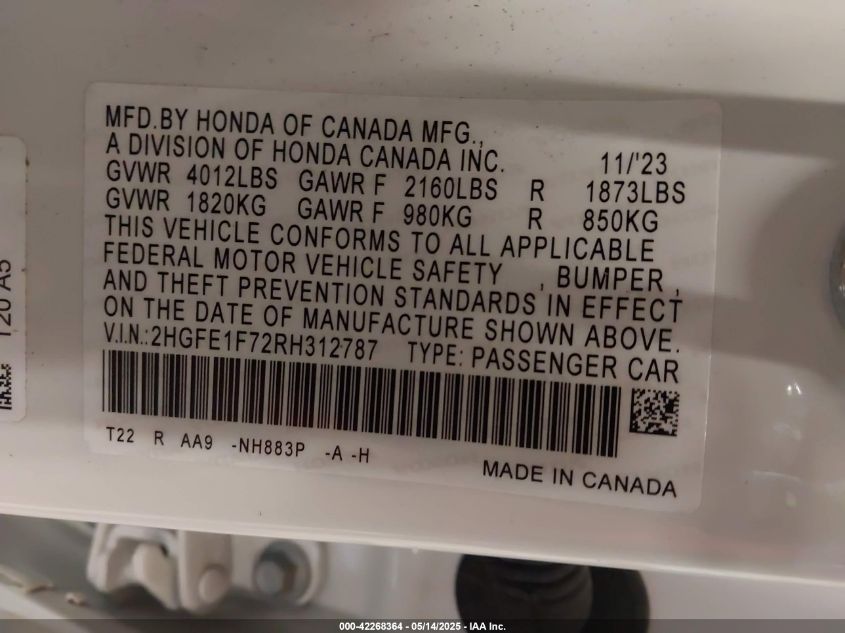 MFD.BY HONDA OF CANADA MFG.,
A DIVISION OF HONDA CANADA INC. 11/'23
GVWR 4012LBS GAWR F 2160LBS R 1873LBS
GVWR 1820KG GAWR F 980KG R 850KG
THIS VEHICLE CONFORMS TO ALL APPLICABLE
FEDERAL MOTOR VEHICLE SAFETY , BUMPER ,
AND THEFT PREVENTION STANDARDS IN EFFECT
ON THE DATE OF MANUFACTURE SHOWN ABOVE.
V.I.N.:2HGFE1F72RH312787 TYPE: PASSENGER CAR
T22 R AA9 -NH883P -A -H
MADE IN CANADA
T20 A5
000-42268364 - 05/14/2025 - IAA Inc.